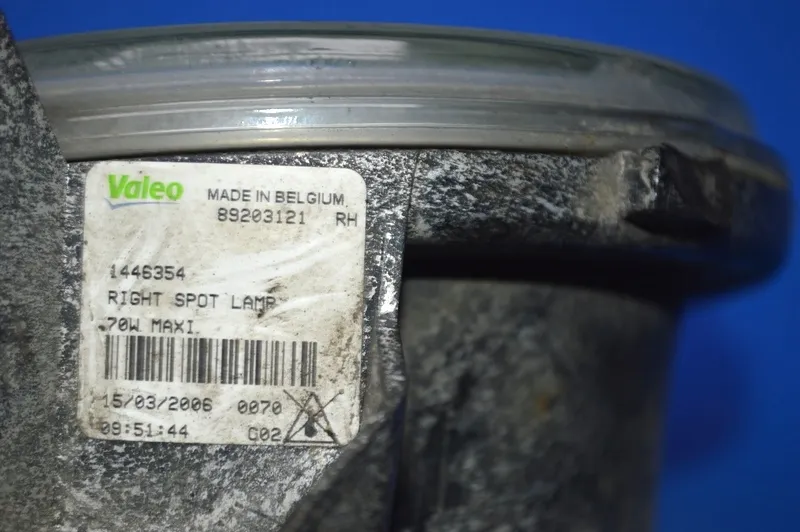 Valeo
MADE IN BELGIUM
89203121 RH
1446354
RIGHT SPOT LAMP
70W MAXI
15/03/2006 0070
09:51:44 C02